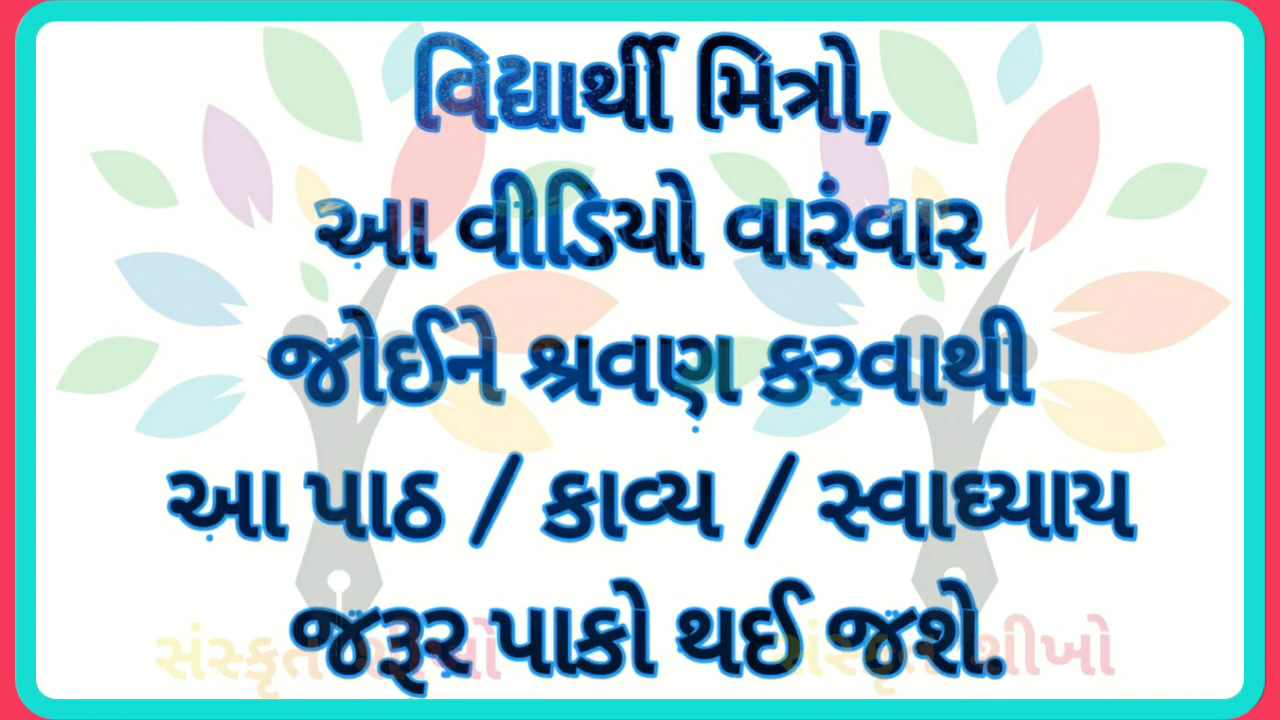 વિદ્યાર્થી મિત્રો,
આ વીડિયો વારંવાર
જોઈને શ્રવણ કરવાથી
આ પાઠ / કાવ્ય / સ્વાધ્યાય
જરૂર પાકો થઈ જશે.
સંસ્કૃત શીખો
સંસ્કૃત શીખો